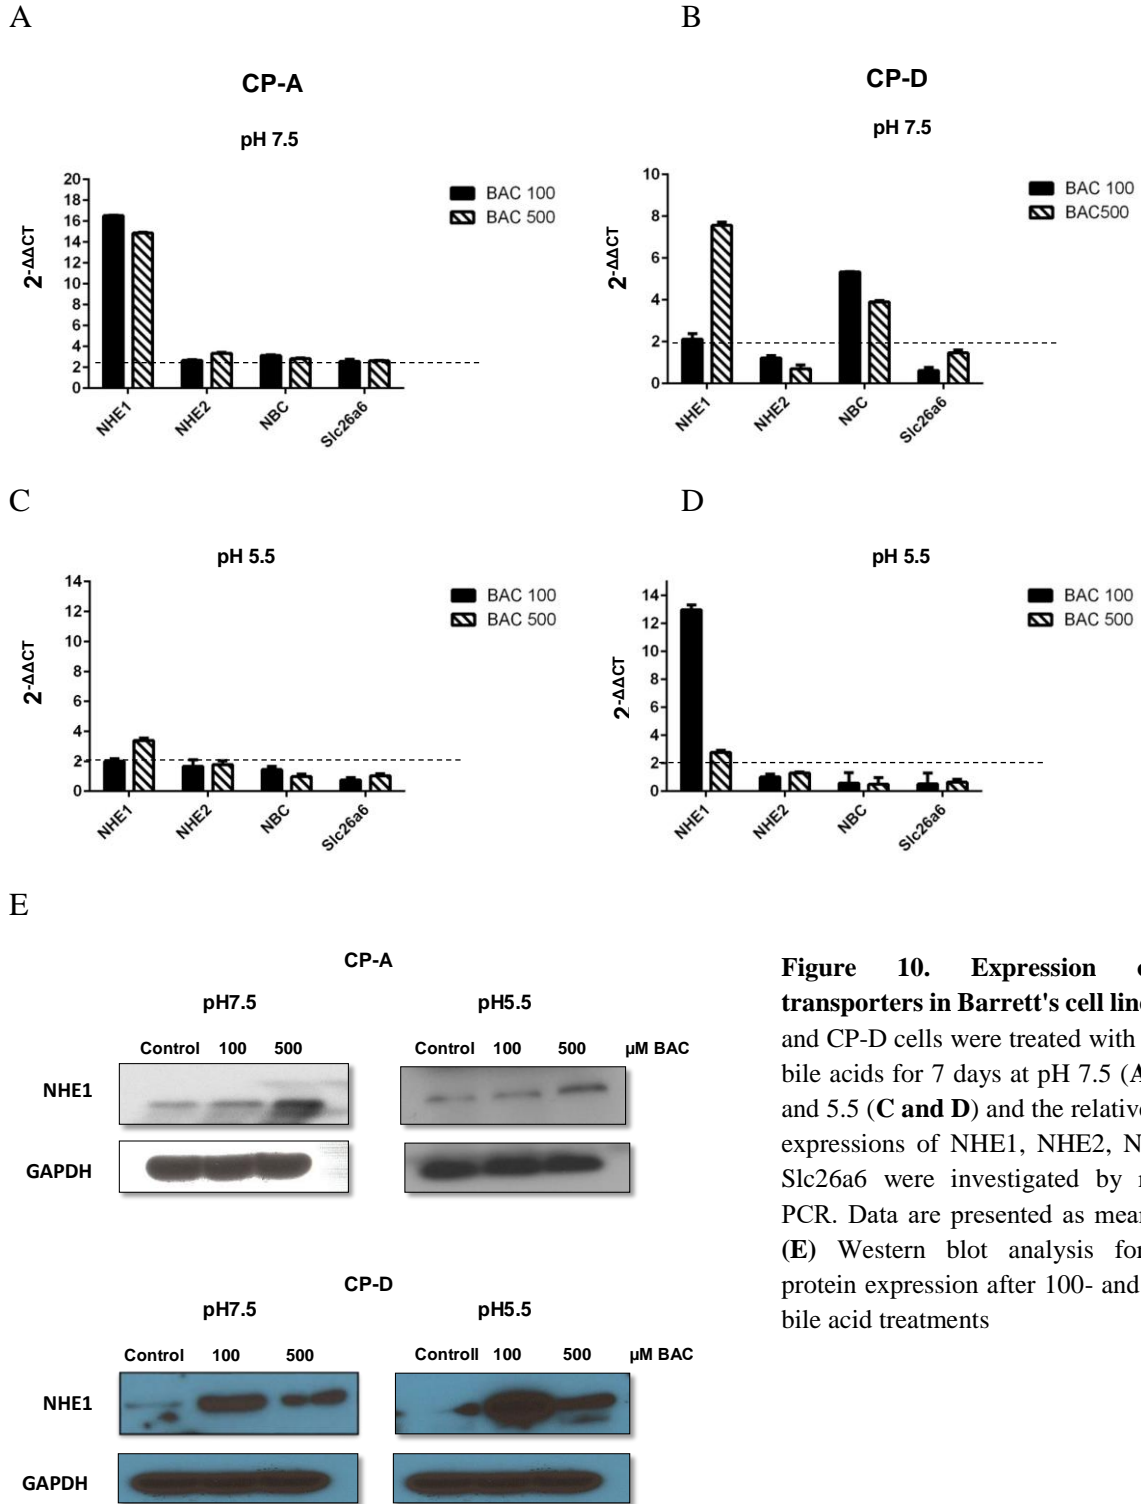 A
B
CP-A
CP-D
pH 7.5
pH 7.5
20
18
16
14
12
10
8
6
4
2
0
2-ΔΔCT
BAC 100
BAC 500
NHE1
NHE2
NBC
Slc26a6
10
8
6
4
2
0
2-ΔΔCT
BAC 100
BAC500
NHE1
NHE2
NBC
Slc26a6
C
D
pH 5.5
pH 5.5
14
12
10
8
6
4
2
0
2-ΔΔCT
BAC 100
BAC 500
NHE1
NHE2
NBC
Slc26a6
14
12
10
8
6
4
2
0
2-ΔΔCT
BAC 100
BAC 500
NHE1
NHE2
NBC
Slc26a6
E
CP-A
pH7.5
pH5.5
Control 100 500
Control 100 500 µM BAC
NHE1
GAPDH
CP-D
pH7.5
pH5.5
Control 100 500
Controll 100 500 µM BAC
NHE1
GAPDH
Figure 10. Expression
transporters in Barrett's cell
and CP-D cells were treated with
bile acids for 7 days at pH 7.5 (A
and 5.5 (C and D) and the relative
expressions of NHE1, NHE2,
Slc26a6 were investigated by
PCR. Data are presented as
(E) Western blot analysis for
protein expression after 100- and
bile acid treatments